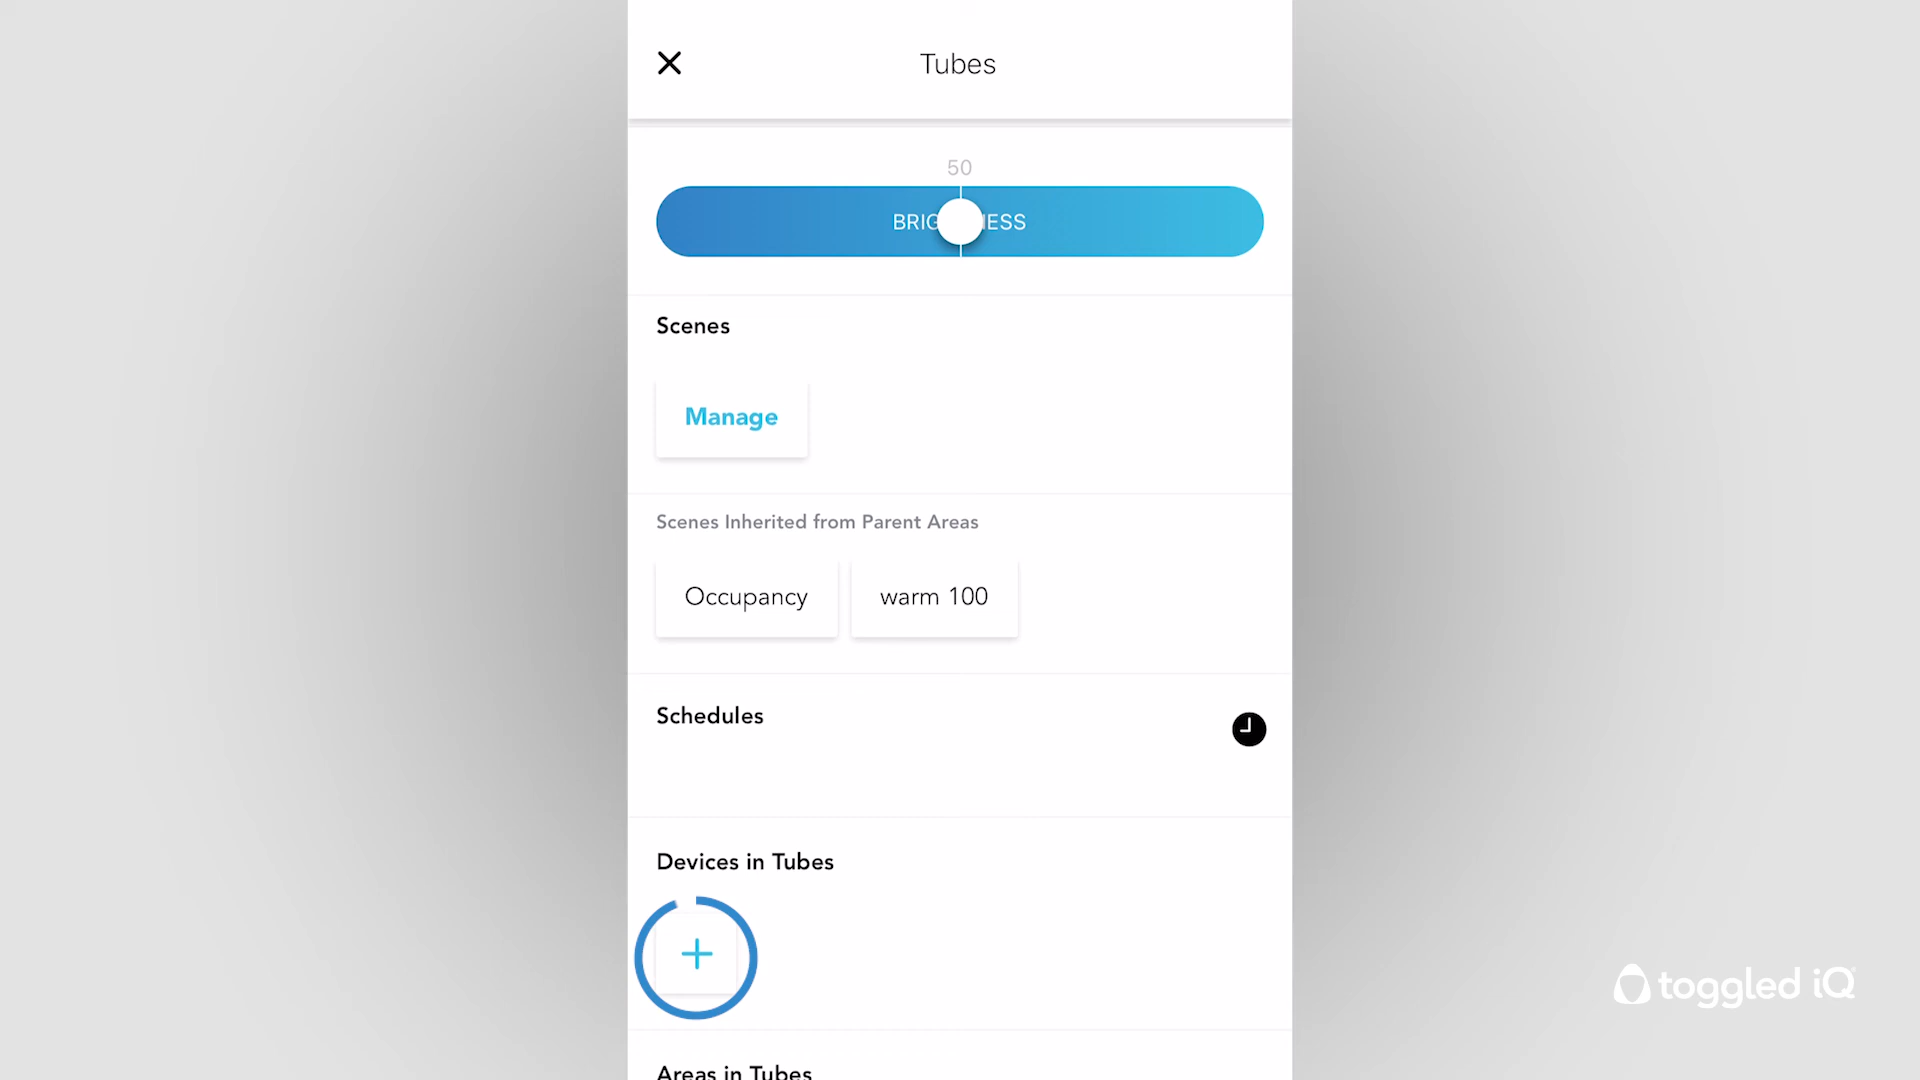 Tubes
50
BRIG NESS
Scenes
Manage
Scenes Inherited from Parent Areas
Occupancy
warm 100
Schedules
Devices in Tubes
+
Areas in Tubes
toggled iQ